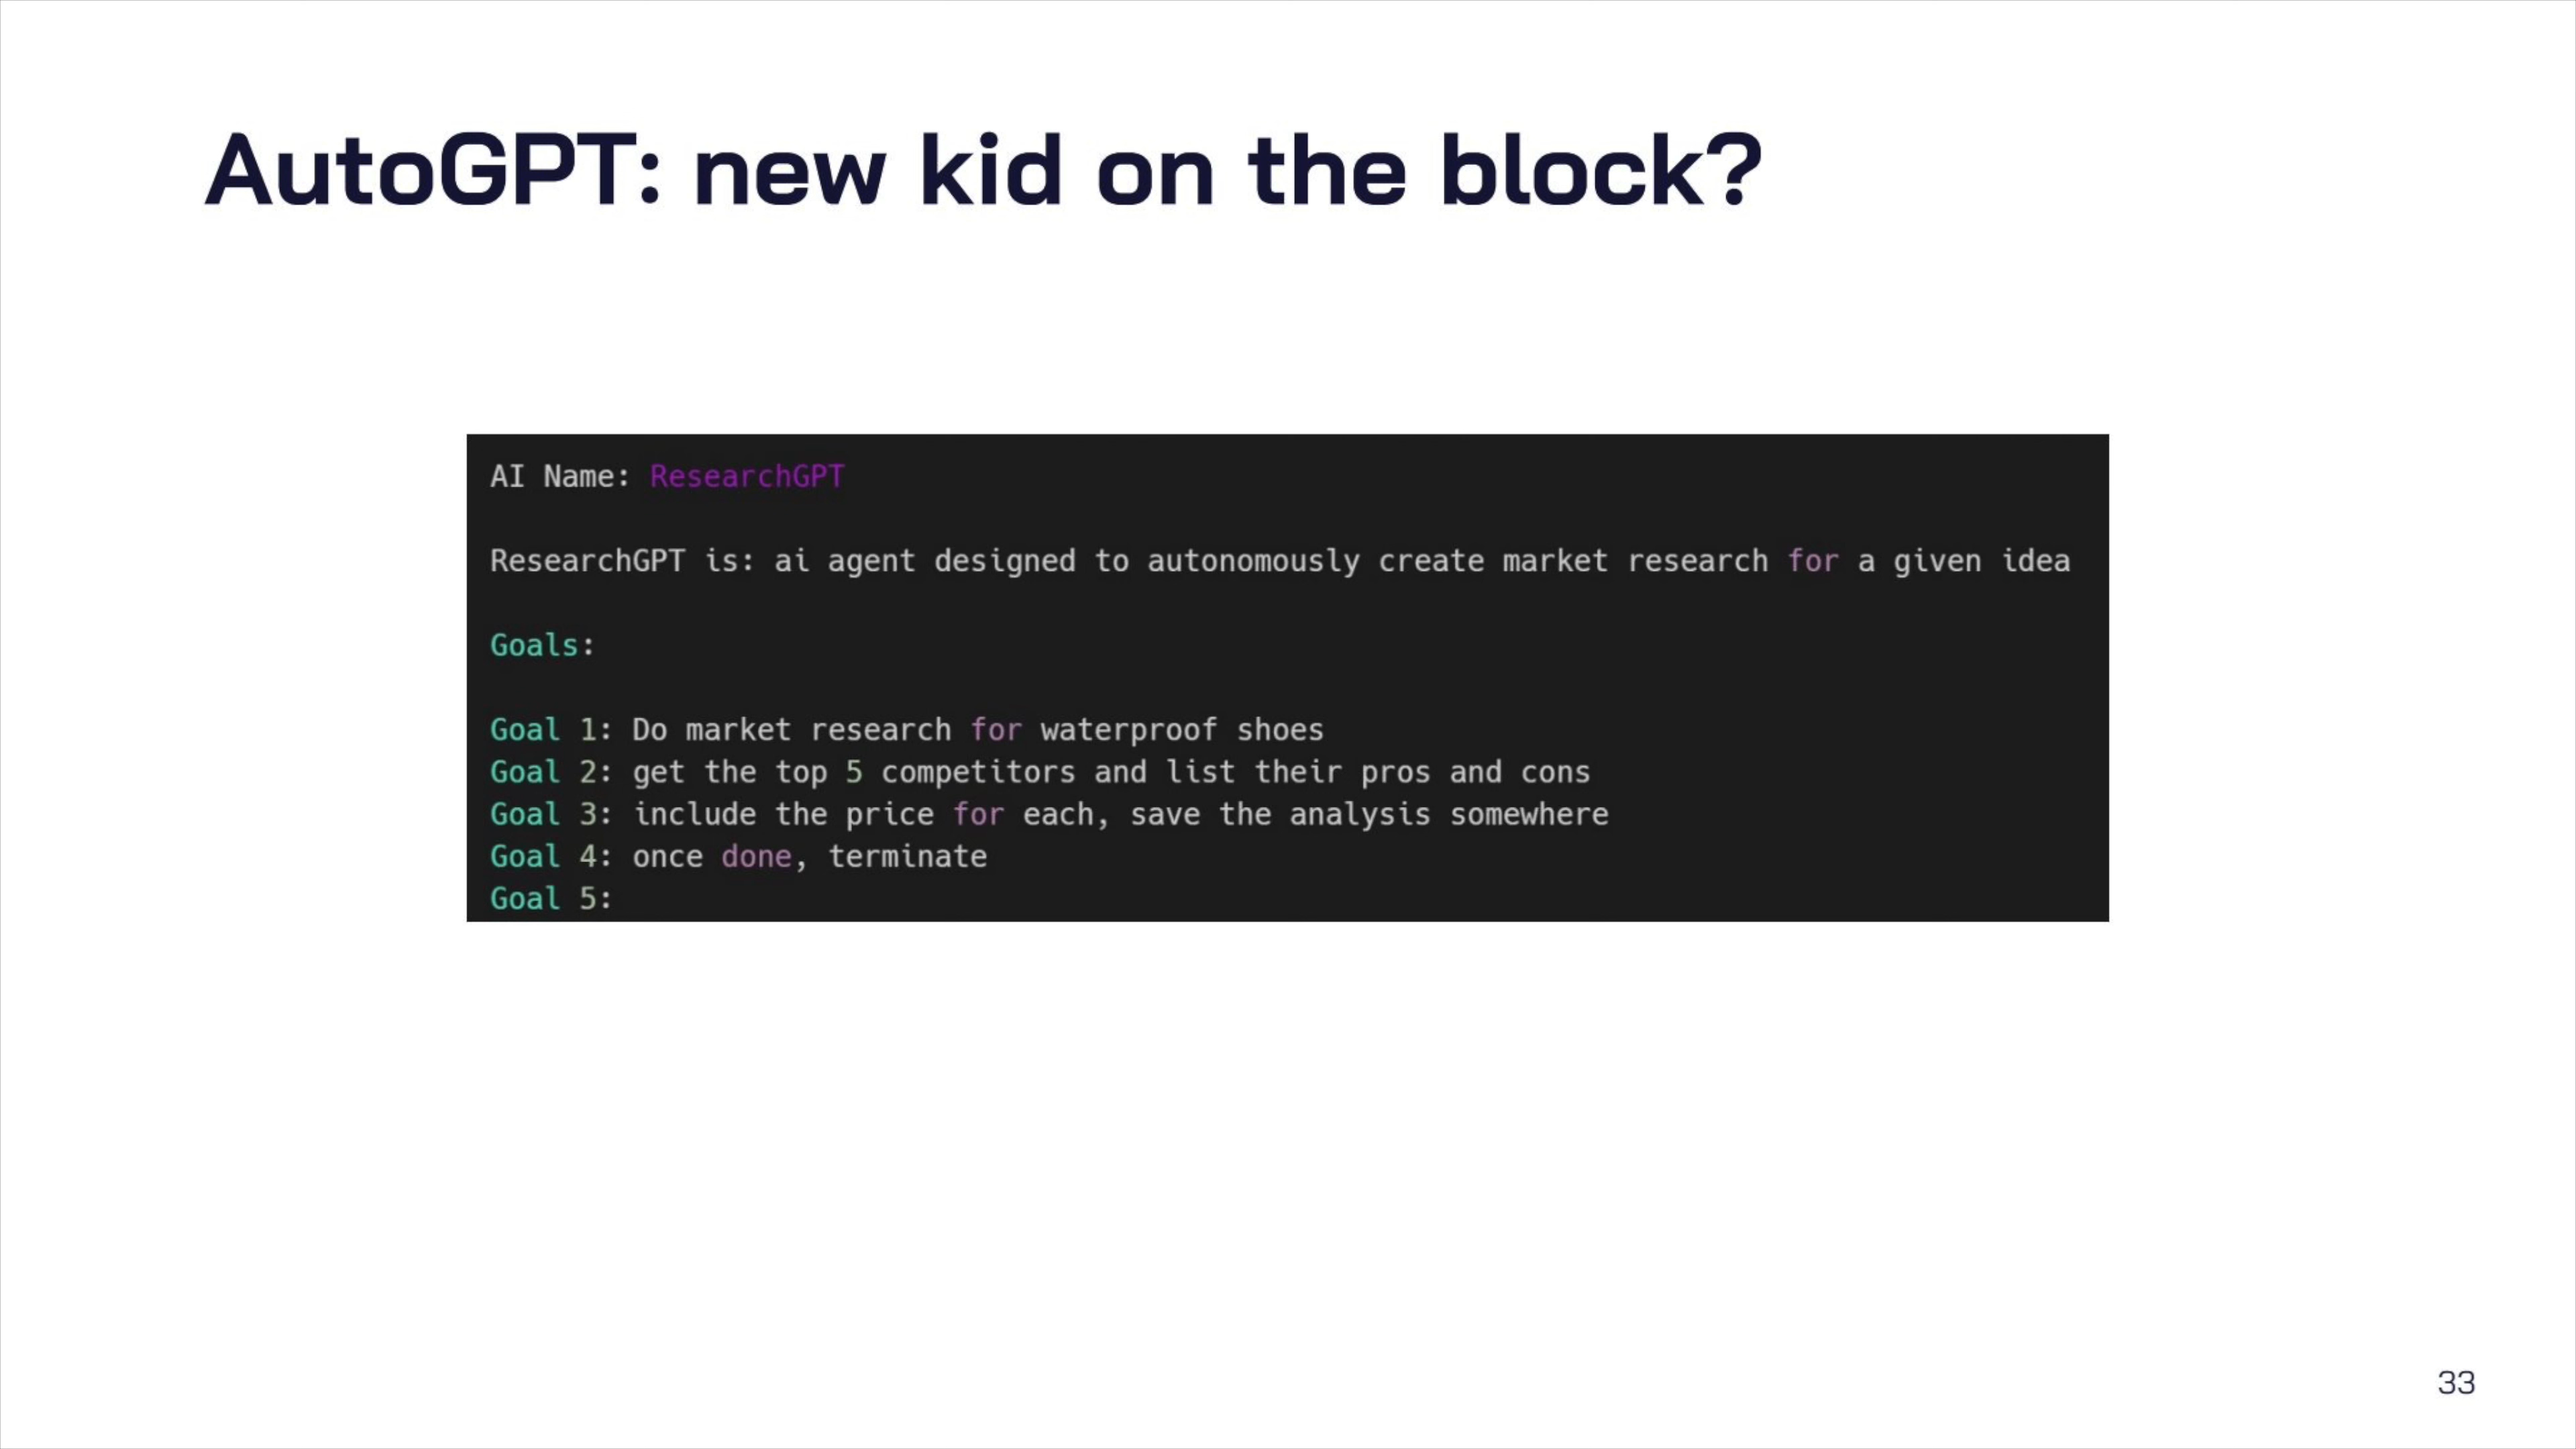 AutoGPT: new kid on the block?
AI Name: ResearchGPT
ResearchGPT is: ai agent designed to autonomously create market research for a given idea
Goals:
Goal 1: Do market research for waterproof shoes
Goal 2: get the top 5 competitors and list their pros and cons
Goal 3: include the price for each, save the analysis somewhere
Goal 4: once done, terminate
Goal 5:
33